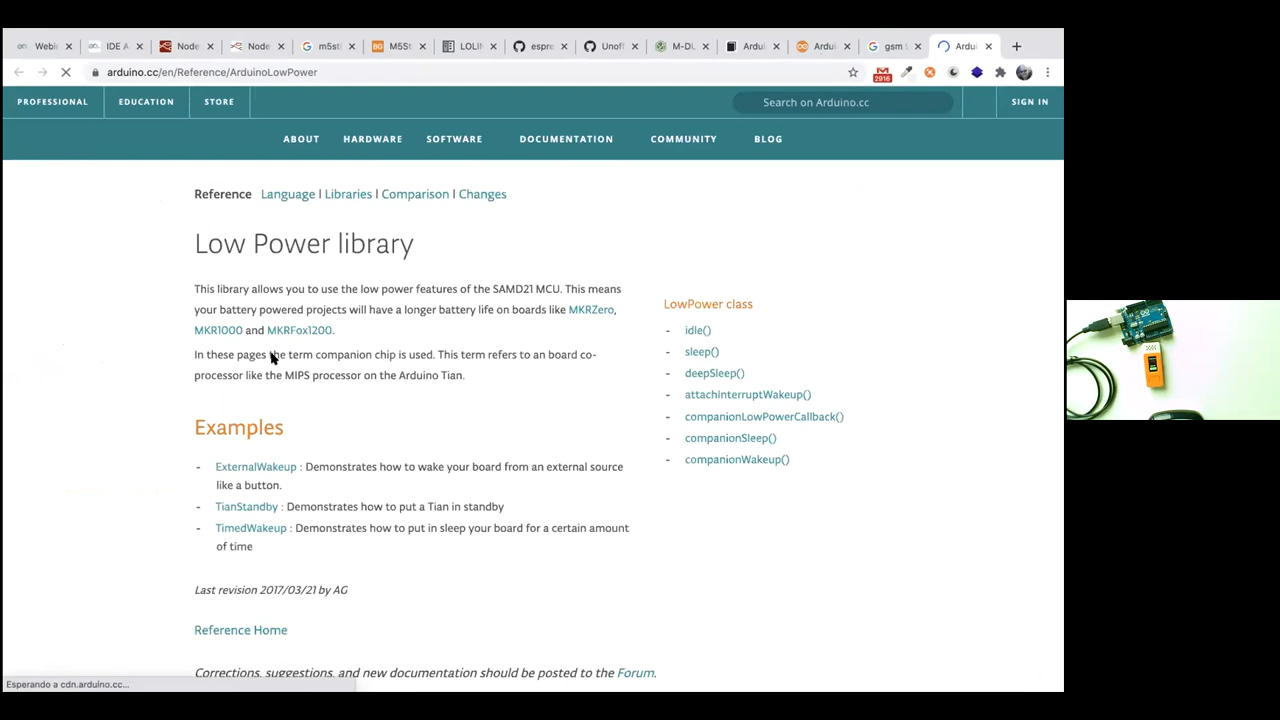 Webi
IDE A
Node
Node
m5sti
M5St
LOLIN
espre
Unoff
M-DU
Ardui
Ardui
gsm
Ardui
arduino.cc/en/Reference/ArduinoLowPower
2916
PROFESSIONAL
EDUCATION
STORE
Search on Arduino.cc
SIGN IN
ABOUT
HARDWARE
SOFTWARE
DOCUMENTATION
COMMUNITY
BLOG
Reference Language | Libraries | Comparison | Changes
Low Power library
This library allows you to use the low power features of the SAMD21 MCU. This means
your battery powered projects will have a longer battery life on boards like MKRZero,
MKR1000 and MKRFox1200.
In these pages the term companion chip is used. This term refers to an board co-
processor like the MIPS processor on the Arduino Tian.
Examples
- ExternalWakeup : Demonstrates how to wake your board from an external source
like a button.
- TianStandby : Demonstrates how to put a Tian in standby
- TimedWakeup : Demonstrates how to put in sleep your board for a certain amount
of time
Last revision 2017/03/21 by AG
Reference Home
Corrections, suggestions, and new documentation should be posted to the Forum.
LowPower class
- idle()
- sleep()
- deepSleep()
- attachInterruptWakeup()
- companionLowPowerCallback()
- companionSleep()
- companionWakeup()
Esperando a cdn.arduino.cc...